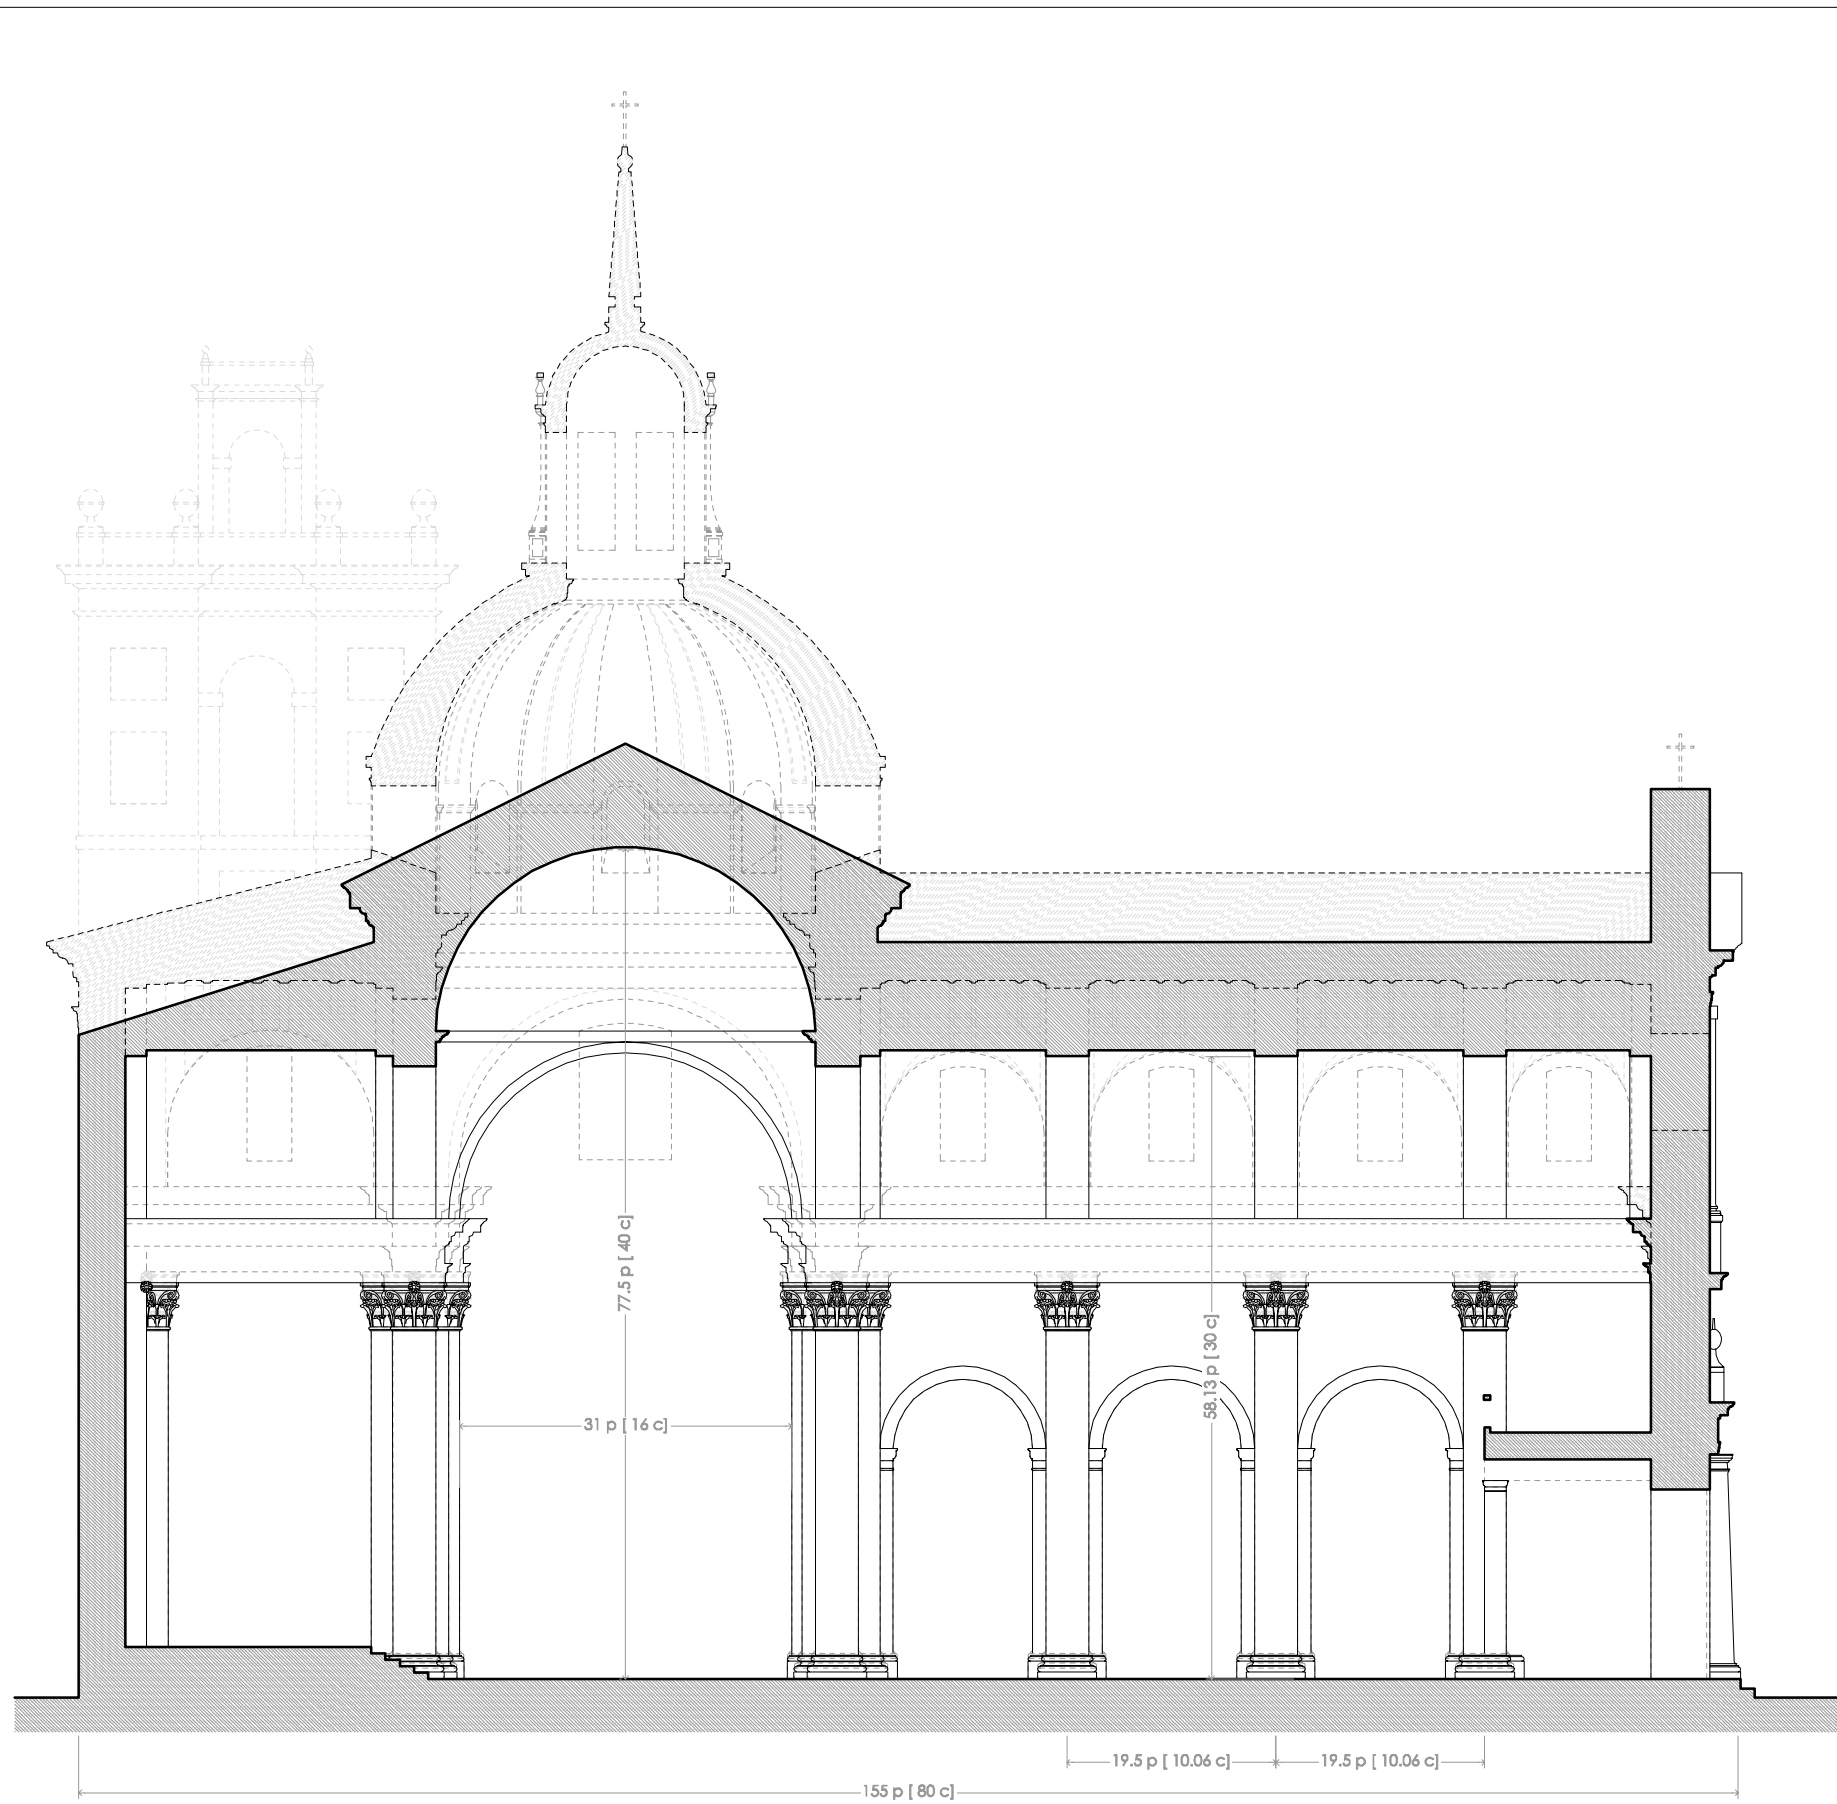 77.5 p [ 40 c]
58.13 p [ 30 c]
31 p [ 16 c]
19.5 p [ 10.06 c]
19.5 p [ 10.06 c]
155 p [ 80 c]